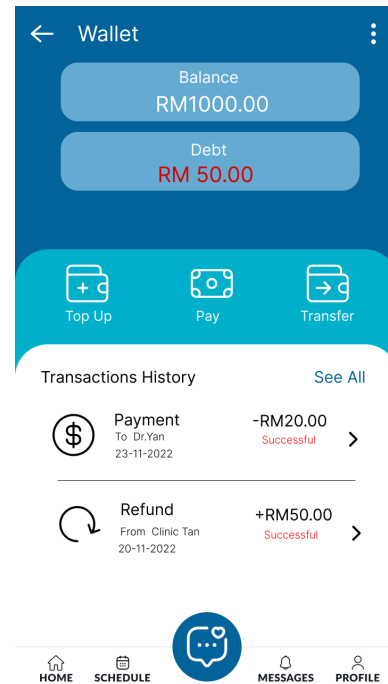 Wallet
Balance
RM1000.00
Debt
RM 50.00
Top Up
Pay
Transfer
Transactions History
See All
Payment
-RM20.00
To Dr.Yan
Successful
23-11-2022
Refund
+RM50.00
From Clinic Tan
Successful
20-11-2022
HOME
SCHEDULE
MESSAGES
PROFILE